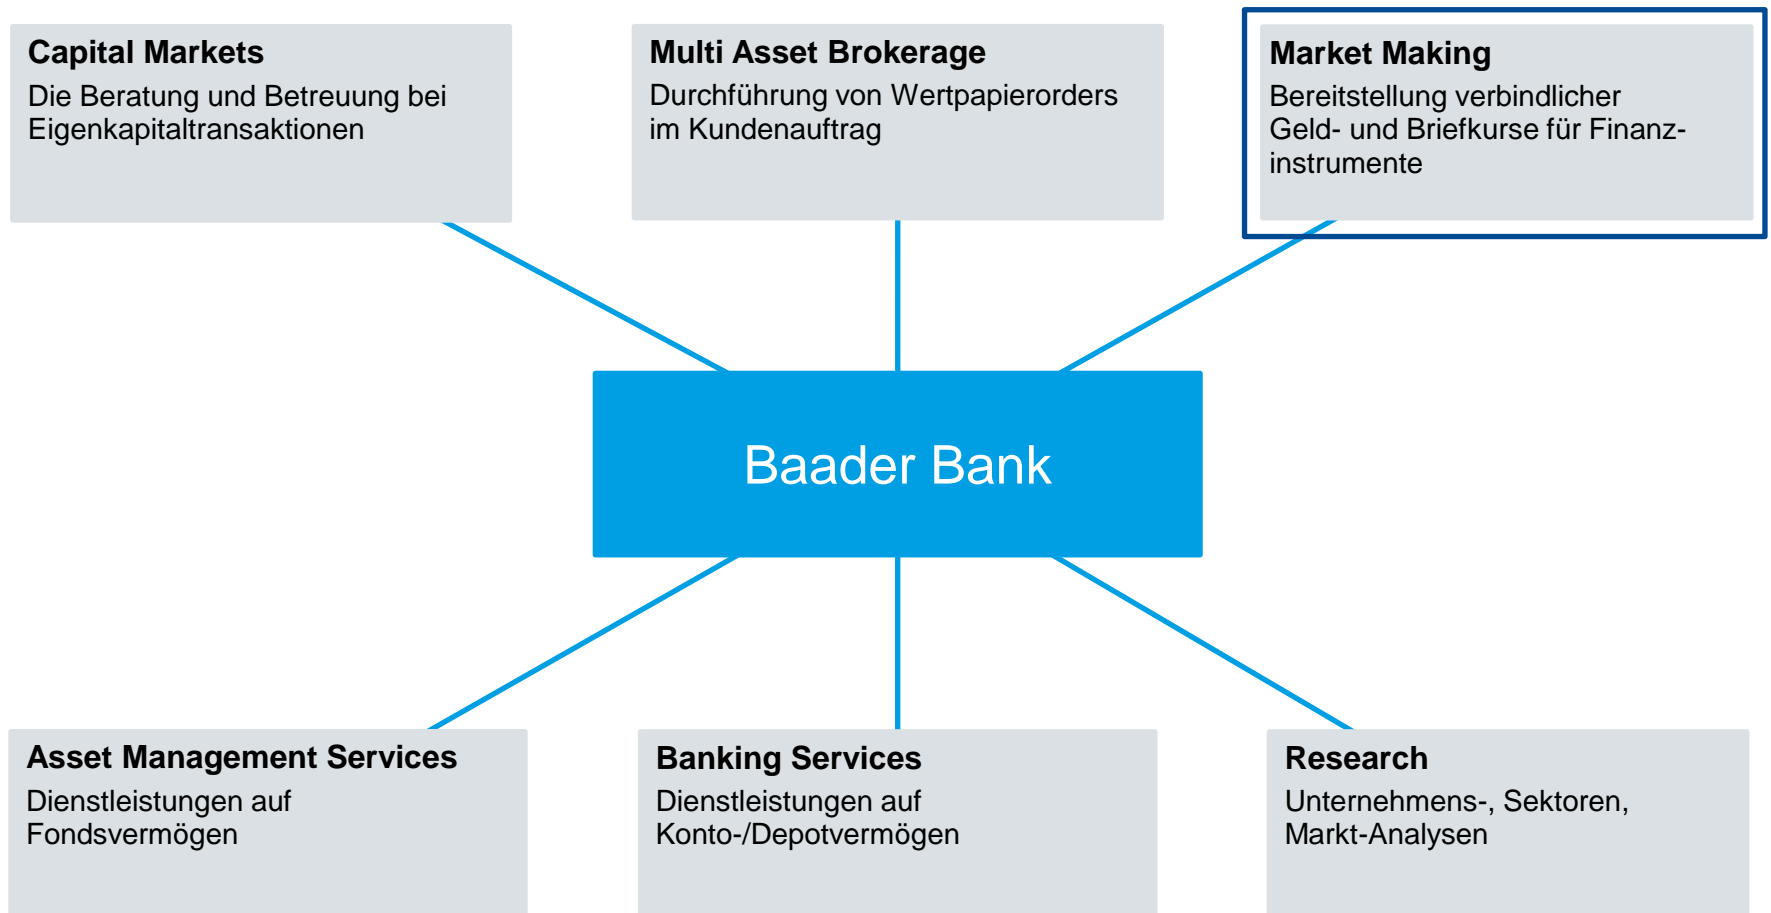 Capital Markets
Die Beratung und Betreuung bei
Eigenkapitaltransaktionen
Multi Asset Brokerage
Durchführung von Wertpapierorders
im Kundenauftrag
Market Making
Bereitstellung verbindlicher
Geld- und Briefkurse für Finanz-
instrumente
Baader Bank
Asset Management Services
Dienstleistungen auf
Fondsvermögen
Banking Services
Dienstleistungen auf
Konto-/Depotvermögen
Research
Unternehmens-, Sektoren,
Markt-Analysen